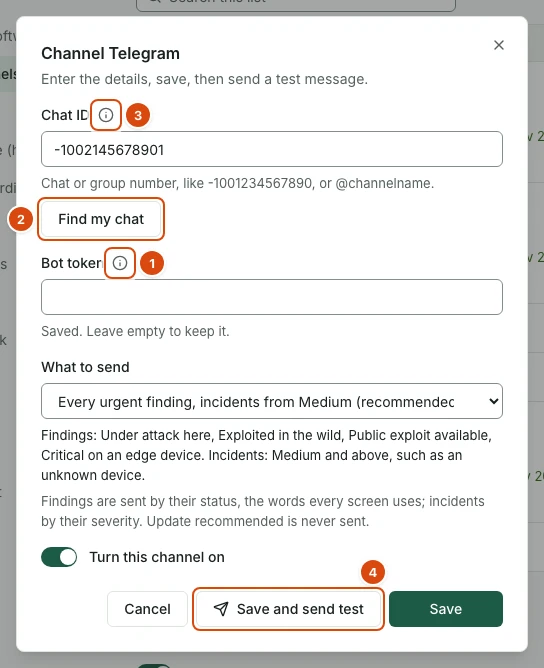 Search this list
Channel Telegram
Enter the details, save, then send a test message.
Chat ID
3
-1002145678901
Chat or group number, like -1001234567890, or @channelname.
2
Find my chat
Bot token
1
Saved. Leave empty to keep it.
What to send
Every urgent finding, incidents from Medium (recommended
Findings: Under attack here, Exploited in the wild, Public exploit available,
Critical on an edge device. Incidents: Medium and above, such as an
unknown device.
Findings are sent by their status, the words every screen uses; incidents
by their severity. Update recommended is never sent.
Turn this channel on
4
Cancel
Save and send test
Save